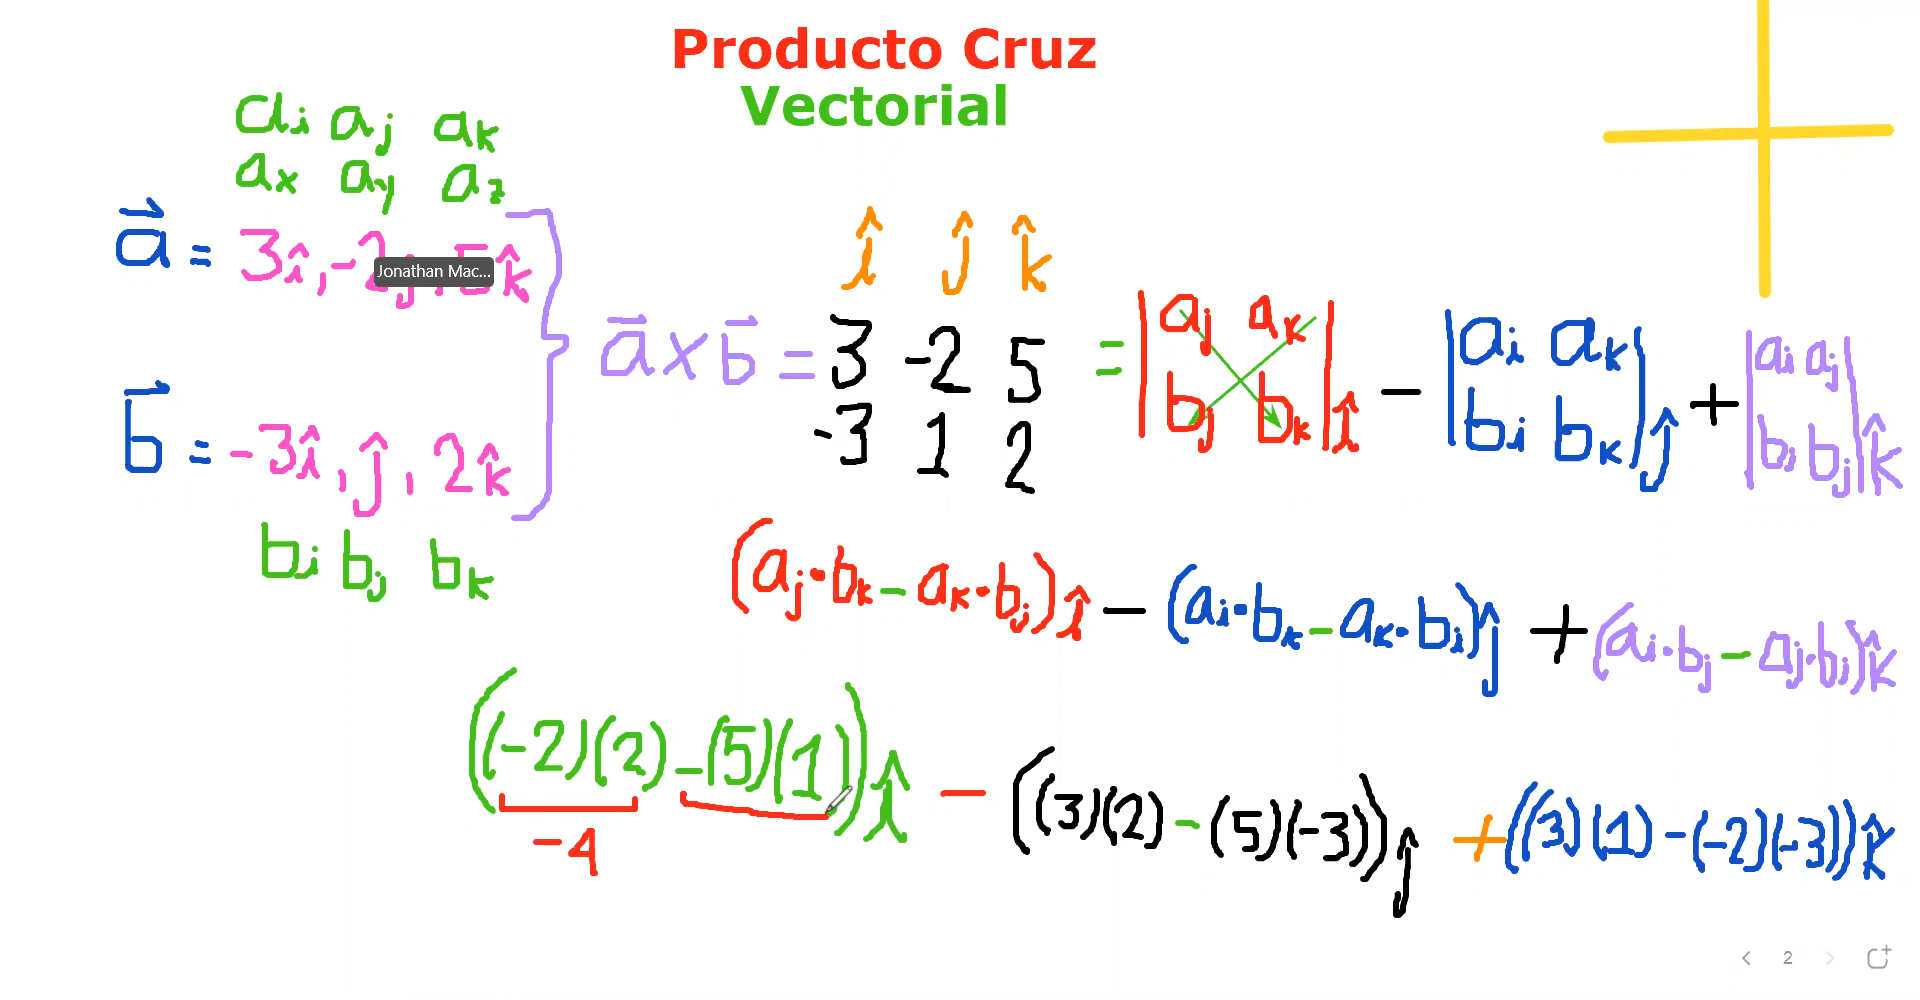 Producto Cruz
Vectorial
ai aj ak
ax ay az
a⃗ = 3î, -2ĵ, 5k̂
Jonathan Mac...
b⃗ = -3î, ĵ, 2k̂
bi bj bk
î ĵ k̂
a⃗ x b⃗ = 3 -2 5
-3 1 2
= |aj ak| î - |ai ak| ĵ + |ai aj| k̂
|bj bk| |bi bk| |bi bj|
(aj·bk - ak·bj) î - (ai·bk - ak·bi) ĵ + (ai·bj - aj·bi) k̂
((-2)(2) - (5)(1)) î - ((3)(2) - (5)(-3)) ĵ + ((3)(1) - (-2)(-3)) k̂
-4
2